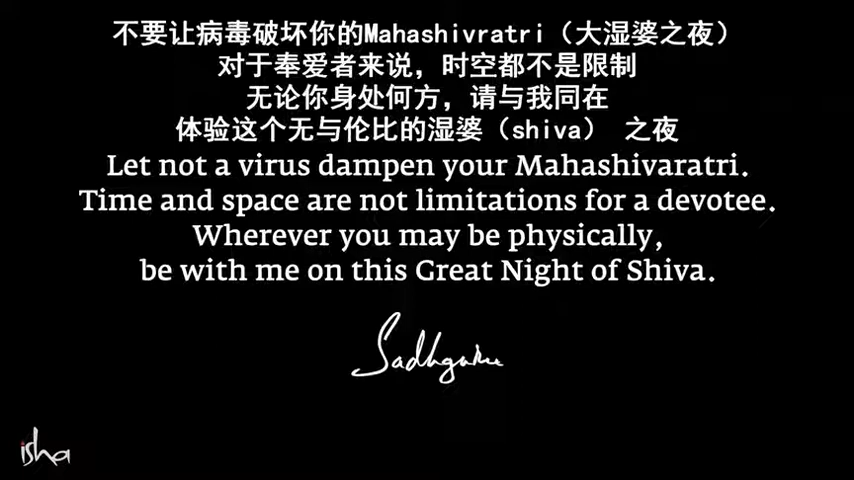 不要让病毒破坏你的Mahashivratri（大湿婆之夜）
对于奉爱者来说，时空都不是限制
无论你身处何方，请与我同在
体验这个无与伦比的湿婆（shiva） 之夜
Let not a virus dampen your Mahashivaratri.
Time and space are not limitations for a devotee.
Wherever you may be physically,
be with me on this Great Night of Shiva.
Sadhguru
isha